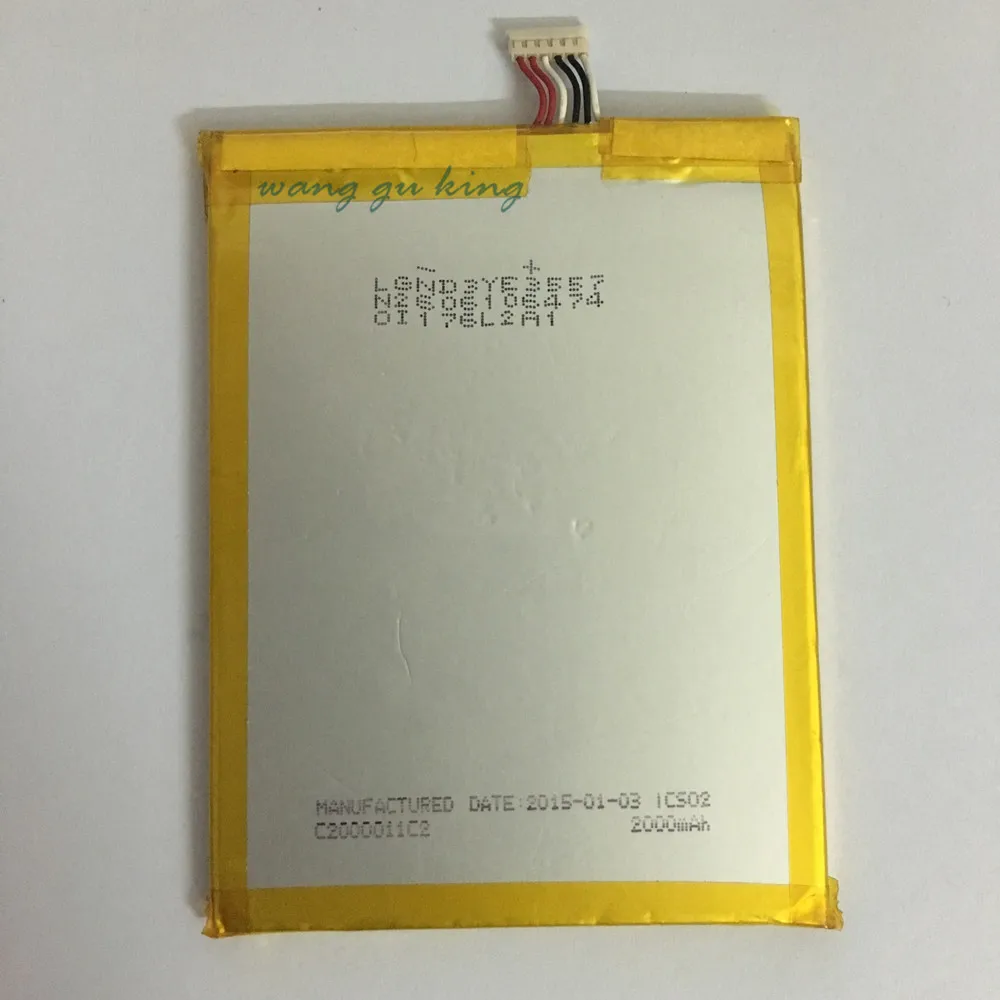 wang gu king
- +
LGND3YE3557
N2606106474
OI176L2A1
MANUFACTURED DATE:2015-01-03 ICS02
C2000011C2 2000mAh